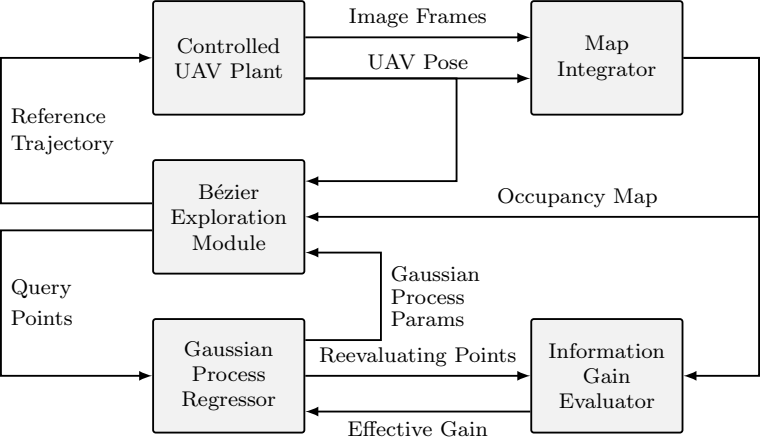 Image Frames
Controlled
UAV Plant
UAV Pose
Map
Integrator
Reference
Trajectory
Bézier
Exploration
Module
Occupancy Map
Query
Points
Gaussian
Process
Params
Gaussian
Process
Regressor
Reevaluating Points
Information
Gain
Evaluator
Effective Gain